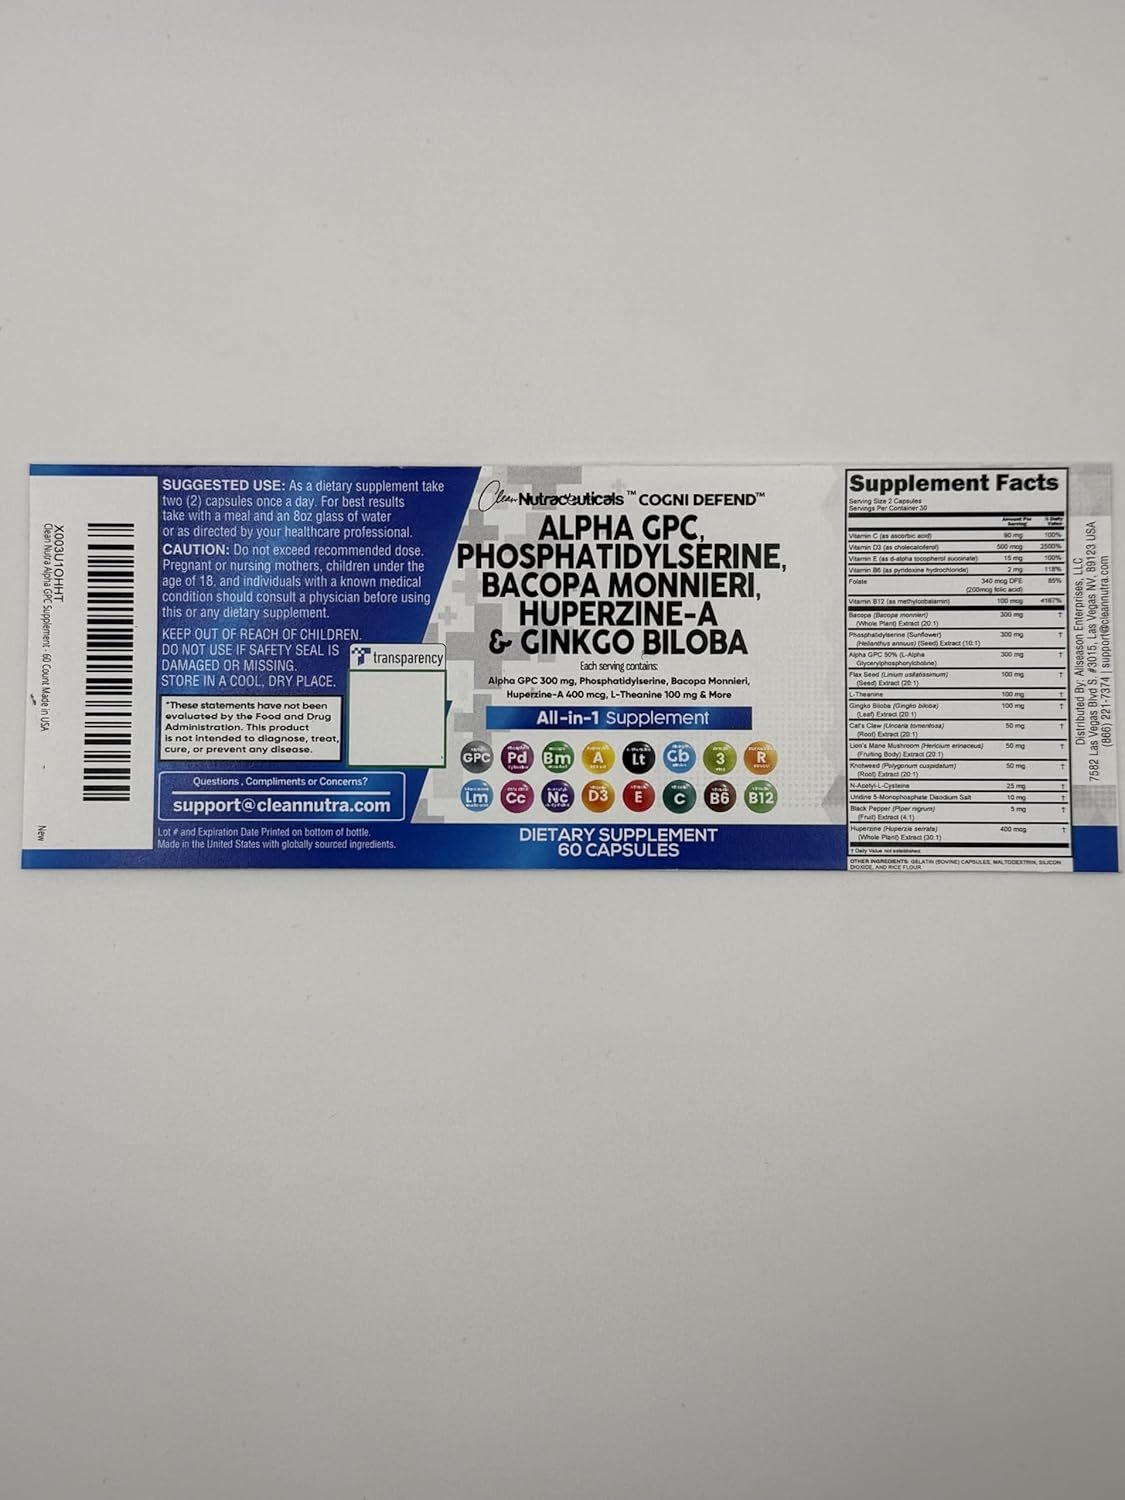 X003U1OHHT
Clean Nutra Alpha GPC Supplement - 60 Count Made in USA
New
SUGGESTED USE: As a dietary supplement take
two (2) capsules once a day. For best results
take with a meal and an 8oz glass of water
or as directed by your healthcare professional.
CAUTION: Do not exceed recommended dose.
Pregnant or nursing mothers, children under the
age of 18, and individuals with a known medical
condition should consult a physician before using
this or any dietary supplement.
KEEP OUT OF REACH OF CHILDREN.
DO NOT USE IF SAFETY SEAL IS
DAMAGED OR MISSING.
STORE IN A COOL, DRY PLACE.
transparency
*These statements have not been
evaluated by the Food and Drug
Administration. This product
is not intended to diagnose, treat,
cure, or prevent any disease.
Questions, Compliments or Concerns?
support@cleannutra.com
Lot # and Expiration Date Printed on bottom of bottle.
Made in the United States with globally sourced ingredients.
Clean Nutraceuticals™ COGNI DEFEND™
ALPHA GPC,
PHOSPHATIDYLSERINE,
BACOPA MONNIERI,
HUPERZINE-A
& GINKGO BILOBA
Each serving contains:
Alpha GPC 300 mg, Phosphatidylserine, Bacopa Monnieri,
Huperzine-A 400 mcg, L-Theanine 100 mg & More
All-in-1 Supplement
GPC Pd Bm A Lt Gb 3 R
Lm Cc Nc D3 E C B6 B12
DIETARY SUPPLEMENT
60 CAPSULES
Supplement Facts
Serving Size 2 Capsules
Servings Per Container 30
Amount Per Serving % Daily Value
Vitamin C (as ascorbic acid) 90 mg 100%
Vitamin D3 (as cholecaloferol) 500 mcg 2500%
Vitamin E (as d-alpha tocopherol succinate) 15 mg 100%
Vitamin B6 (as pyridoxine hydrochloride) 2 mg 118%
Folate 340 mcg DFE 85%
(200mcg folic acid)
Vitamin B12 (as methylcobalamin) 100 mcg 4167%
Bacopa (Bacopa monnieri) 300 mg †
(Whole Plant) Extract (20:1)
Phosphatidylserine (Sunflower) 300 mg †
(Helianthus annuus) (Seed) Extract (10:1)
Alpha GPC 50% (L-Alpha 300 mg †
Glycerylphosphorylcholine)
Flax Seed (Linium usitatissimum) 100 mg †
(Seed) Extract (20:1)
L-Theanine 100 mg †
Gingko Biloba (Gingko biloba) 100 mg †
(Leaf) Extract (20:1)
Cat's Claw (Uncaria tomentosa) 50 mg †
(Root) Extract (20:1)
Lion's Mane Mushroom (Hericium erinaceus) 50 mg †
(Fruiting Body) Extract (20:1)
Knotweed (Polygonum cuspidatum) 50 mg †
(Root) Extract (20:1)
N-Acetyl-L-Cysteine 25 mg †
Uridine 5-Monophosphate Disodium Salt 10 mg †
Black Pepper (Piper nigrum) 5 mg †
(Fruit) Extract (4:1)
Huperzine (Huperzia serrata) 400 mcg †
(Whole Plant) Extract (30:1)
† Daily Value not established
OTHER INGREDIENTS: GELATIN (BOVINE) CAPSULES, MALTODEXTRIN, SILICON
DIOXIDE, AND RICE FLOUR
Distributed By: Allseason Enterprises, LLC
7582 Las Vegas Blvd S. #3015, Las Vegas NV, 89123 USA
(866) 221-7374 | support@cleannutra.com